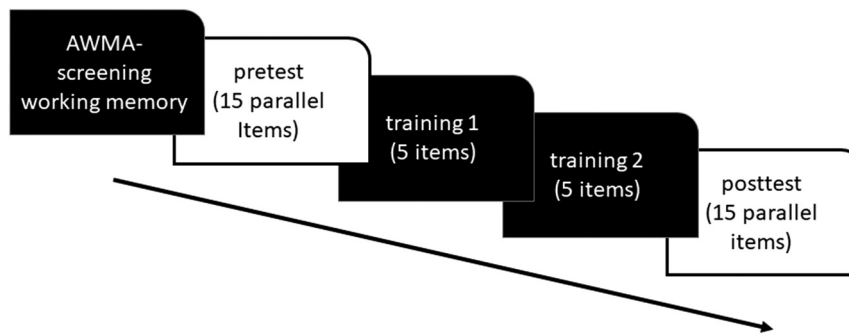 AWMA-
screening
working memory
pretest
(15 parallel
Items)
training 1
(5 items)
training 2
(5 items)
posttest
(15 parallel
items)